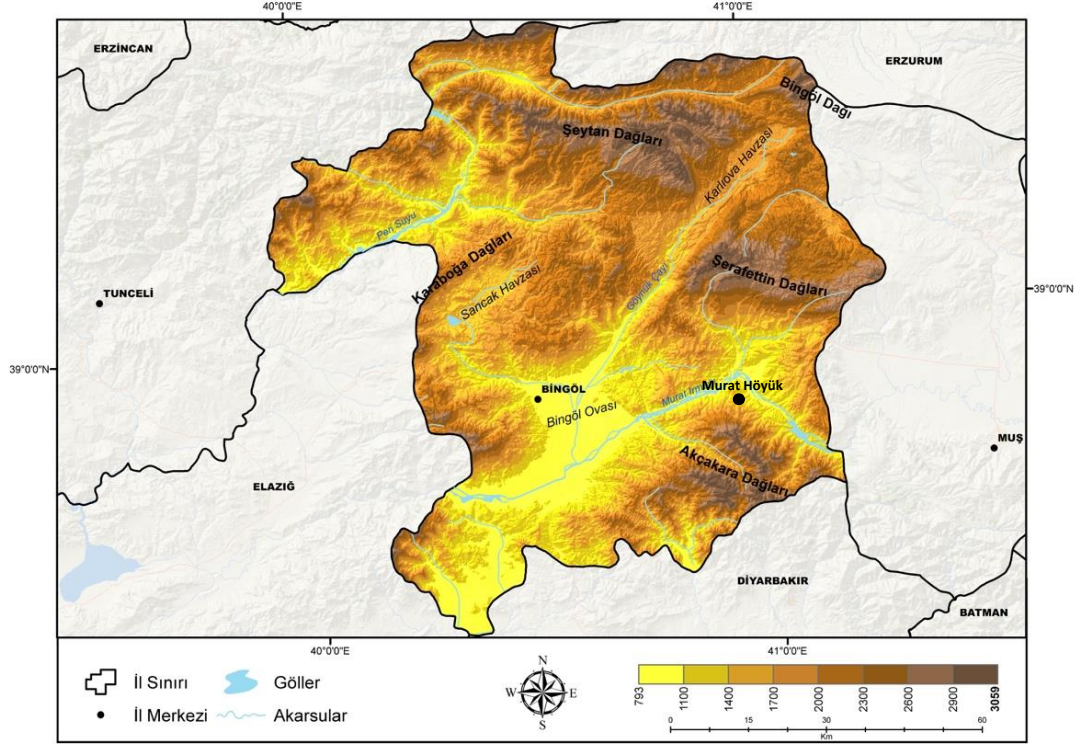 40°0'0"E
41°0'0"E
ERZİNCAN
ERZURUM
Bingöl Dağı
Şeytan Dağları
Karlıova Havzası
Peri Suyu
Karaboğa Dağları
Şerafettin Dağları
Sancak Havzası
Göynük Çayı
TUNCELİ
39°0'0"N
39°0'0"N
BİNGÖL
Murat Höyük
Bingöl Ovası
MUŞ
Akçakara Dağları
ELAZIĞ
DİYARBAKIR
BATMAN
40°0'0"E
41°0'0"E
İl Sınırı
Göller
İl Merkezi
Akarsular
N
W
E
S
793
1100
1400
1700
2000
2300
2600
2900
3059
0
15
30
60
Km